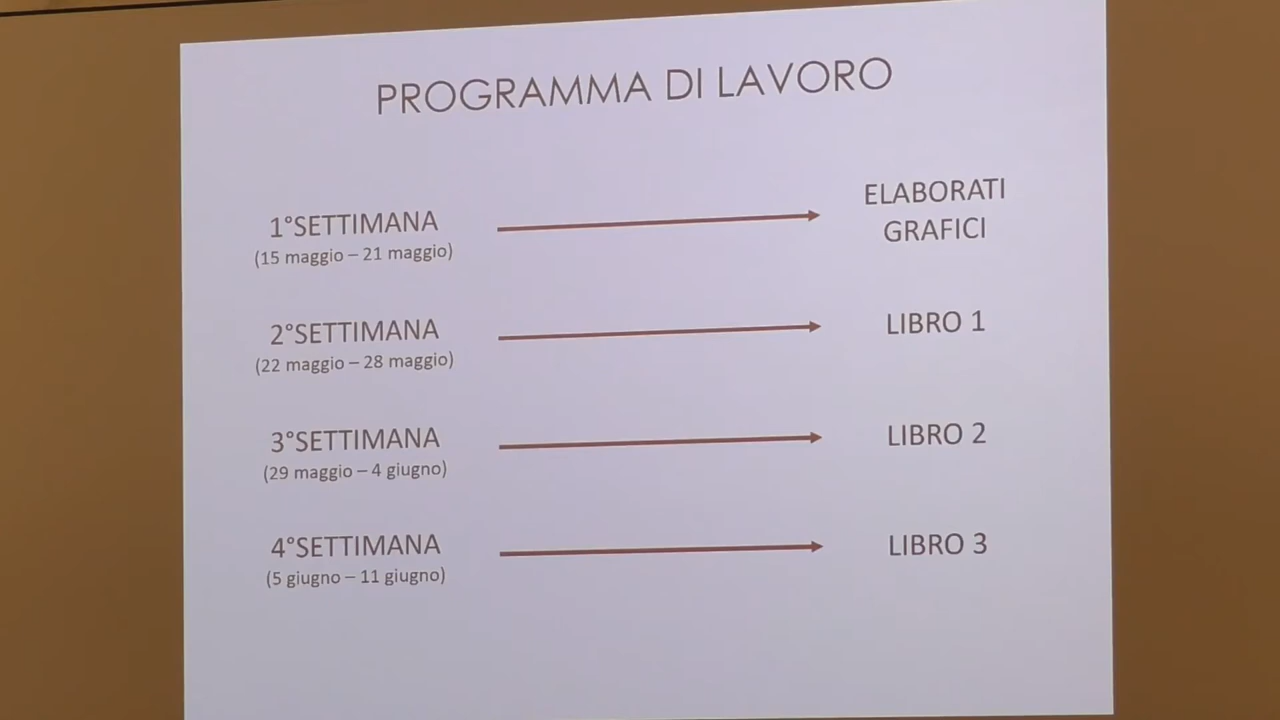 PROGRAMMA DI LAVORO
1°SETTIMANA
(15 maggio – 21 maggio)
ELABORATI
GRAFICI
2°SETTIMANA
(22 maggio – 28 maggio)
LIBRO 1
3°SETTIMANA
(29 maggio – 4 giugno)
LIBRO 2
4°SETTIMANA
(5 giugno – 11 giugno)
LIBRO 3